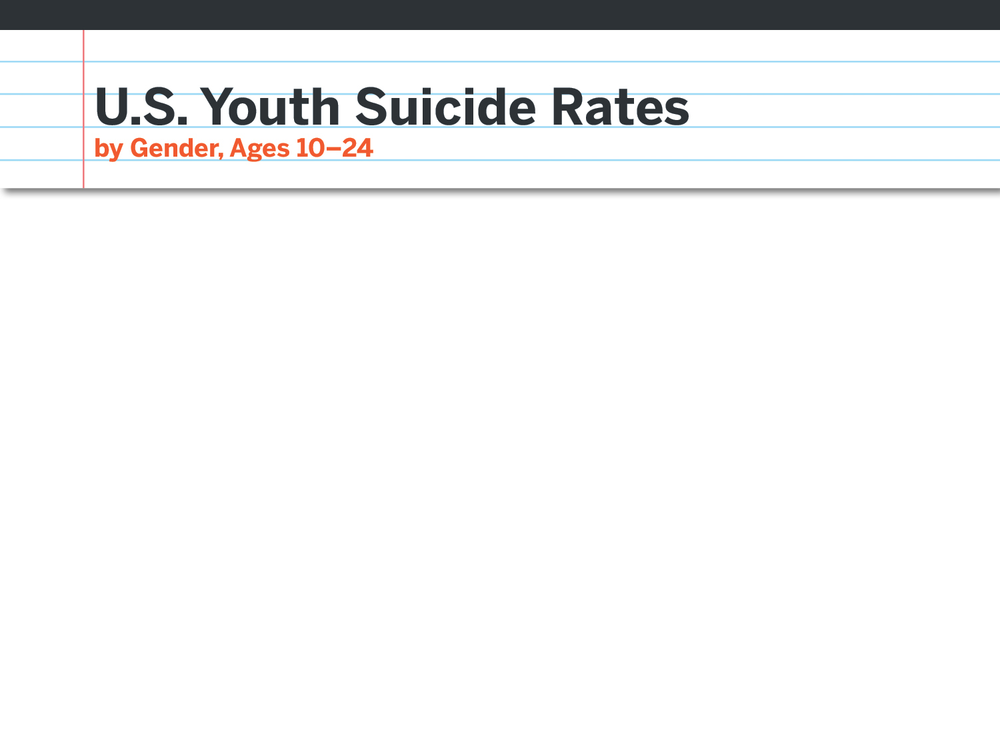 U.S. Youth Suicide Rates
by Gender, Ages 10–24